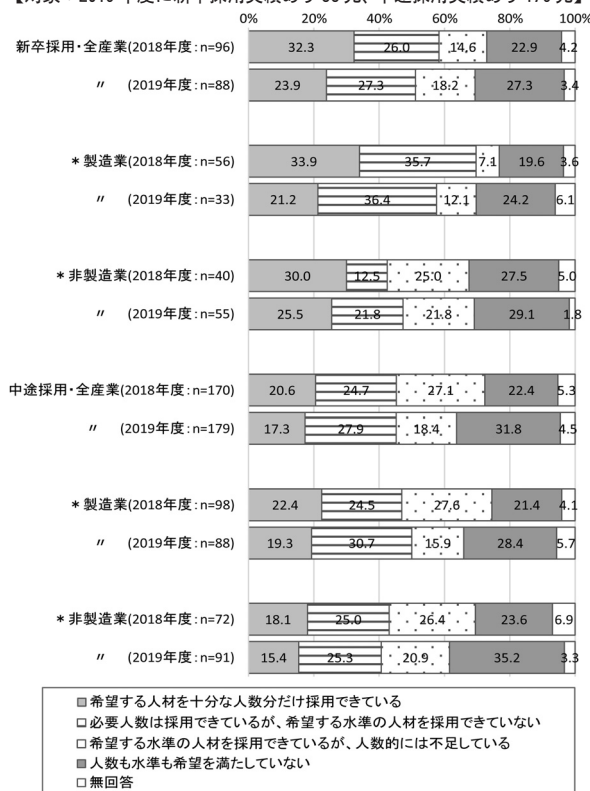 0% 20% 40% 60% 80% 100%
新卒採用・全産業(2018年度:n=96) 32.3 26.0 14.6 22.9 4.2
〃 (2019年度:n=88) 23.9 27.3 18.2 27.3 3.4
*製造業(2018年度:n=56) 33.9 35.7 7.1 19.6 3.6
〃 (2019年度:n=33) 21.2 36.4 12.1 24.2 6.1
*非製造業(2018年度:n=40) 30.0 12.5 25.0 27.5 5.0
〃 (2019年度:n=55) 25.5 21.8 21.8 29.1 1.8
中途採用・全産業(2018年度:n=170) 20.6 24.7 27.1 22.4 5.3
〃 (2019年度:n=179) 17.3 27.9 18.4 31.8 4.5
*製造業(2018年度:n=98) 22.4 24.5 27.6 21.4 4.1
〃 (2019年度:n=88) 19.3 30.7 15.9 28.4 5.7
*非製造業(2018年度:n=72) 18.1 25.0 26.4 23.6 6.9
〃 (2019年度:n=91) 15.4 25.3 20.9 35.2 3.3
希望する人材を十分な人数分だけ採用できている
必要人数は採用できているが、希望する水準の人材を採用できていない
希望する水準の人材を採用できているが、人数的には不足している
人数も水準も希望を満たしていない
無回答